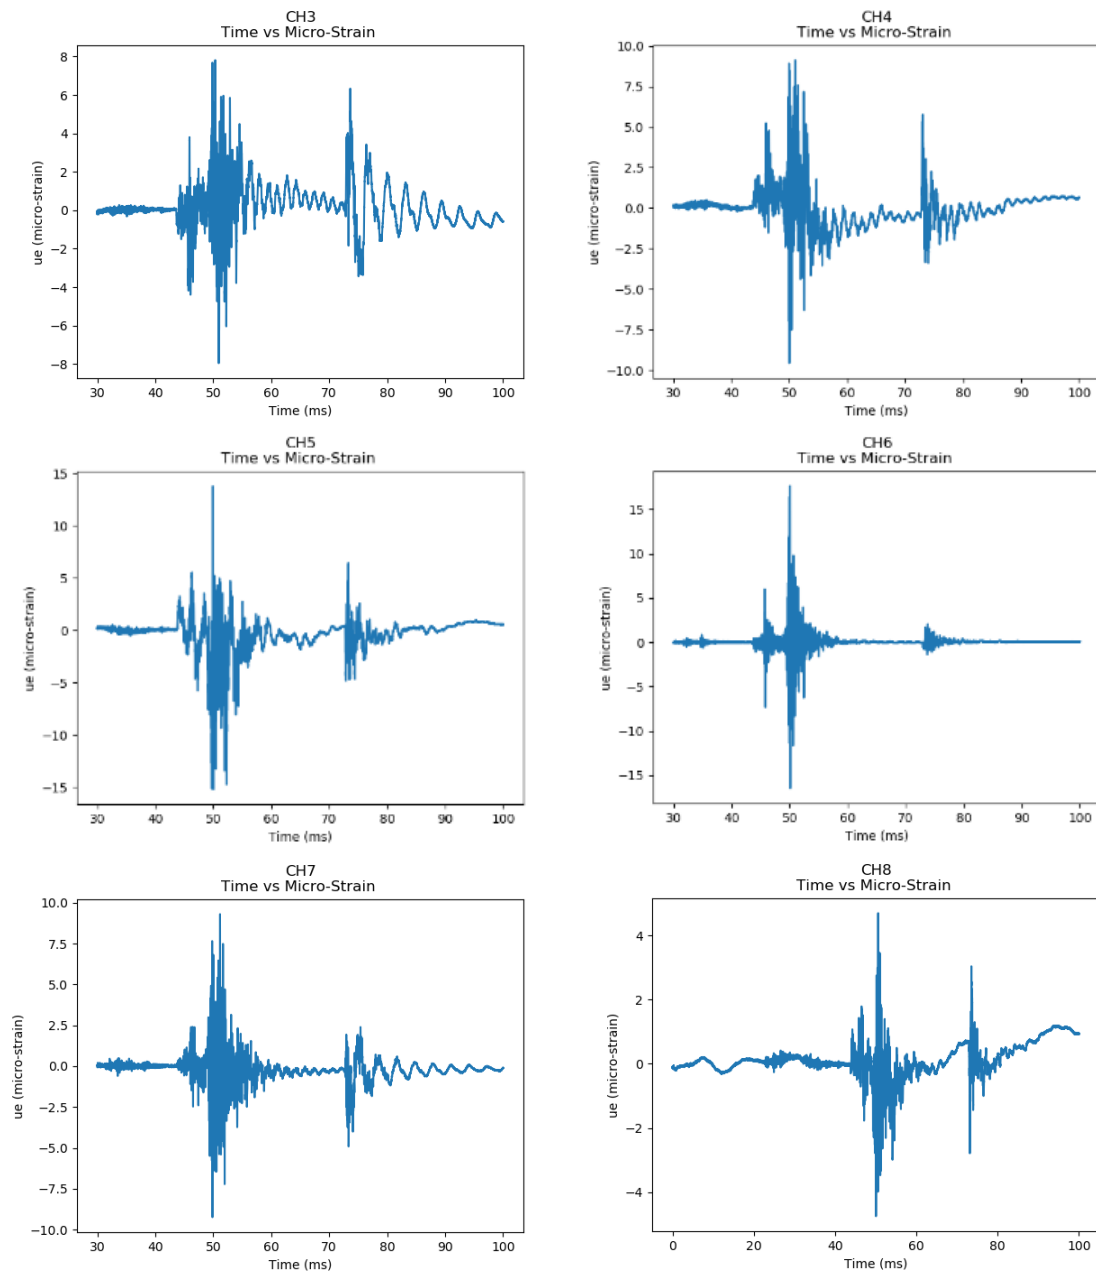 CH3
Time vs Micro-Strain
8
6
4
2
0
−2
−4
−6
−8
ue (micro-strain)
30 40 50 60 70 80 90 100
Time (ms)
CH4
Time vs Micro-Strain
10.0
7.5
5.0
2.5
0.0
−2.5
−5.0
−7.5
−10.0
ue (micro-strain)
30 40 50 60 70 80 90 100
Time (ms)
CH5
Time vs Micro-Strain
15
10
5
0
−5
−10
−15
ue (micro-strain)
30 40 50 60 70 80 90 100
Time (ms)
CH6
Time vs Micro-Strain
15
10
5
0
−5
−10
−15
ue (micro-strain)
30 40 50 60 70 80 90 100
Time (ms)
CH7
Time vs Micro-Strain
10.0
7.5
5.0
2.5
0.0
−2.5
−5.0
−7.5
−10.0
ue (micro-strain)
30 40 50 60 70 80 90 100
Time (ms)
CH8
Time vs Micro-Strain
4
2
0
−2
−4
ue (micro-strain)
0 20 40 60 80 100
Time (ms)